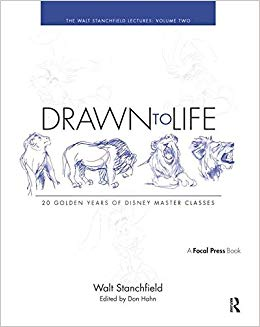 THE WALT STANCHFIELD LECTURES: VOLUME TWO
DRAWN TO LIFE
20 GOLDEN YEARS OF DISNEY MASTER CLASSES
A Focal Press Book
Walt Stanchfield
Edited by Don Hahn
R